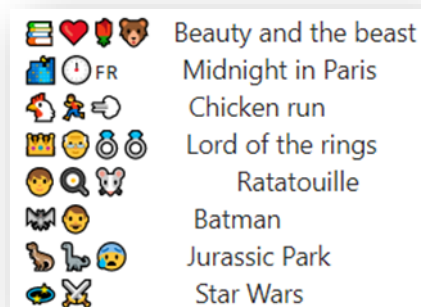 📚❤️🌹🐻 Beauty and the beast
🌃🕛FR Midnight in Paris
🐔🏃💨 Chicken run
👑👴💍💍 Lord of the rings
👨🍳🐭 Ratatouille
🦇👨 Batman
🦖🦕😰 Jurassic Park
💫⚔️ Star Wars